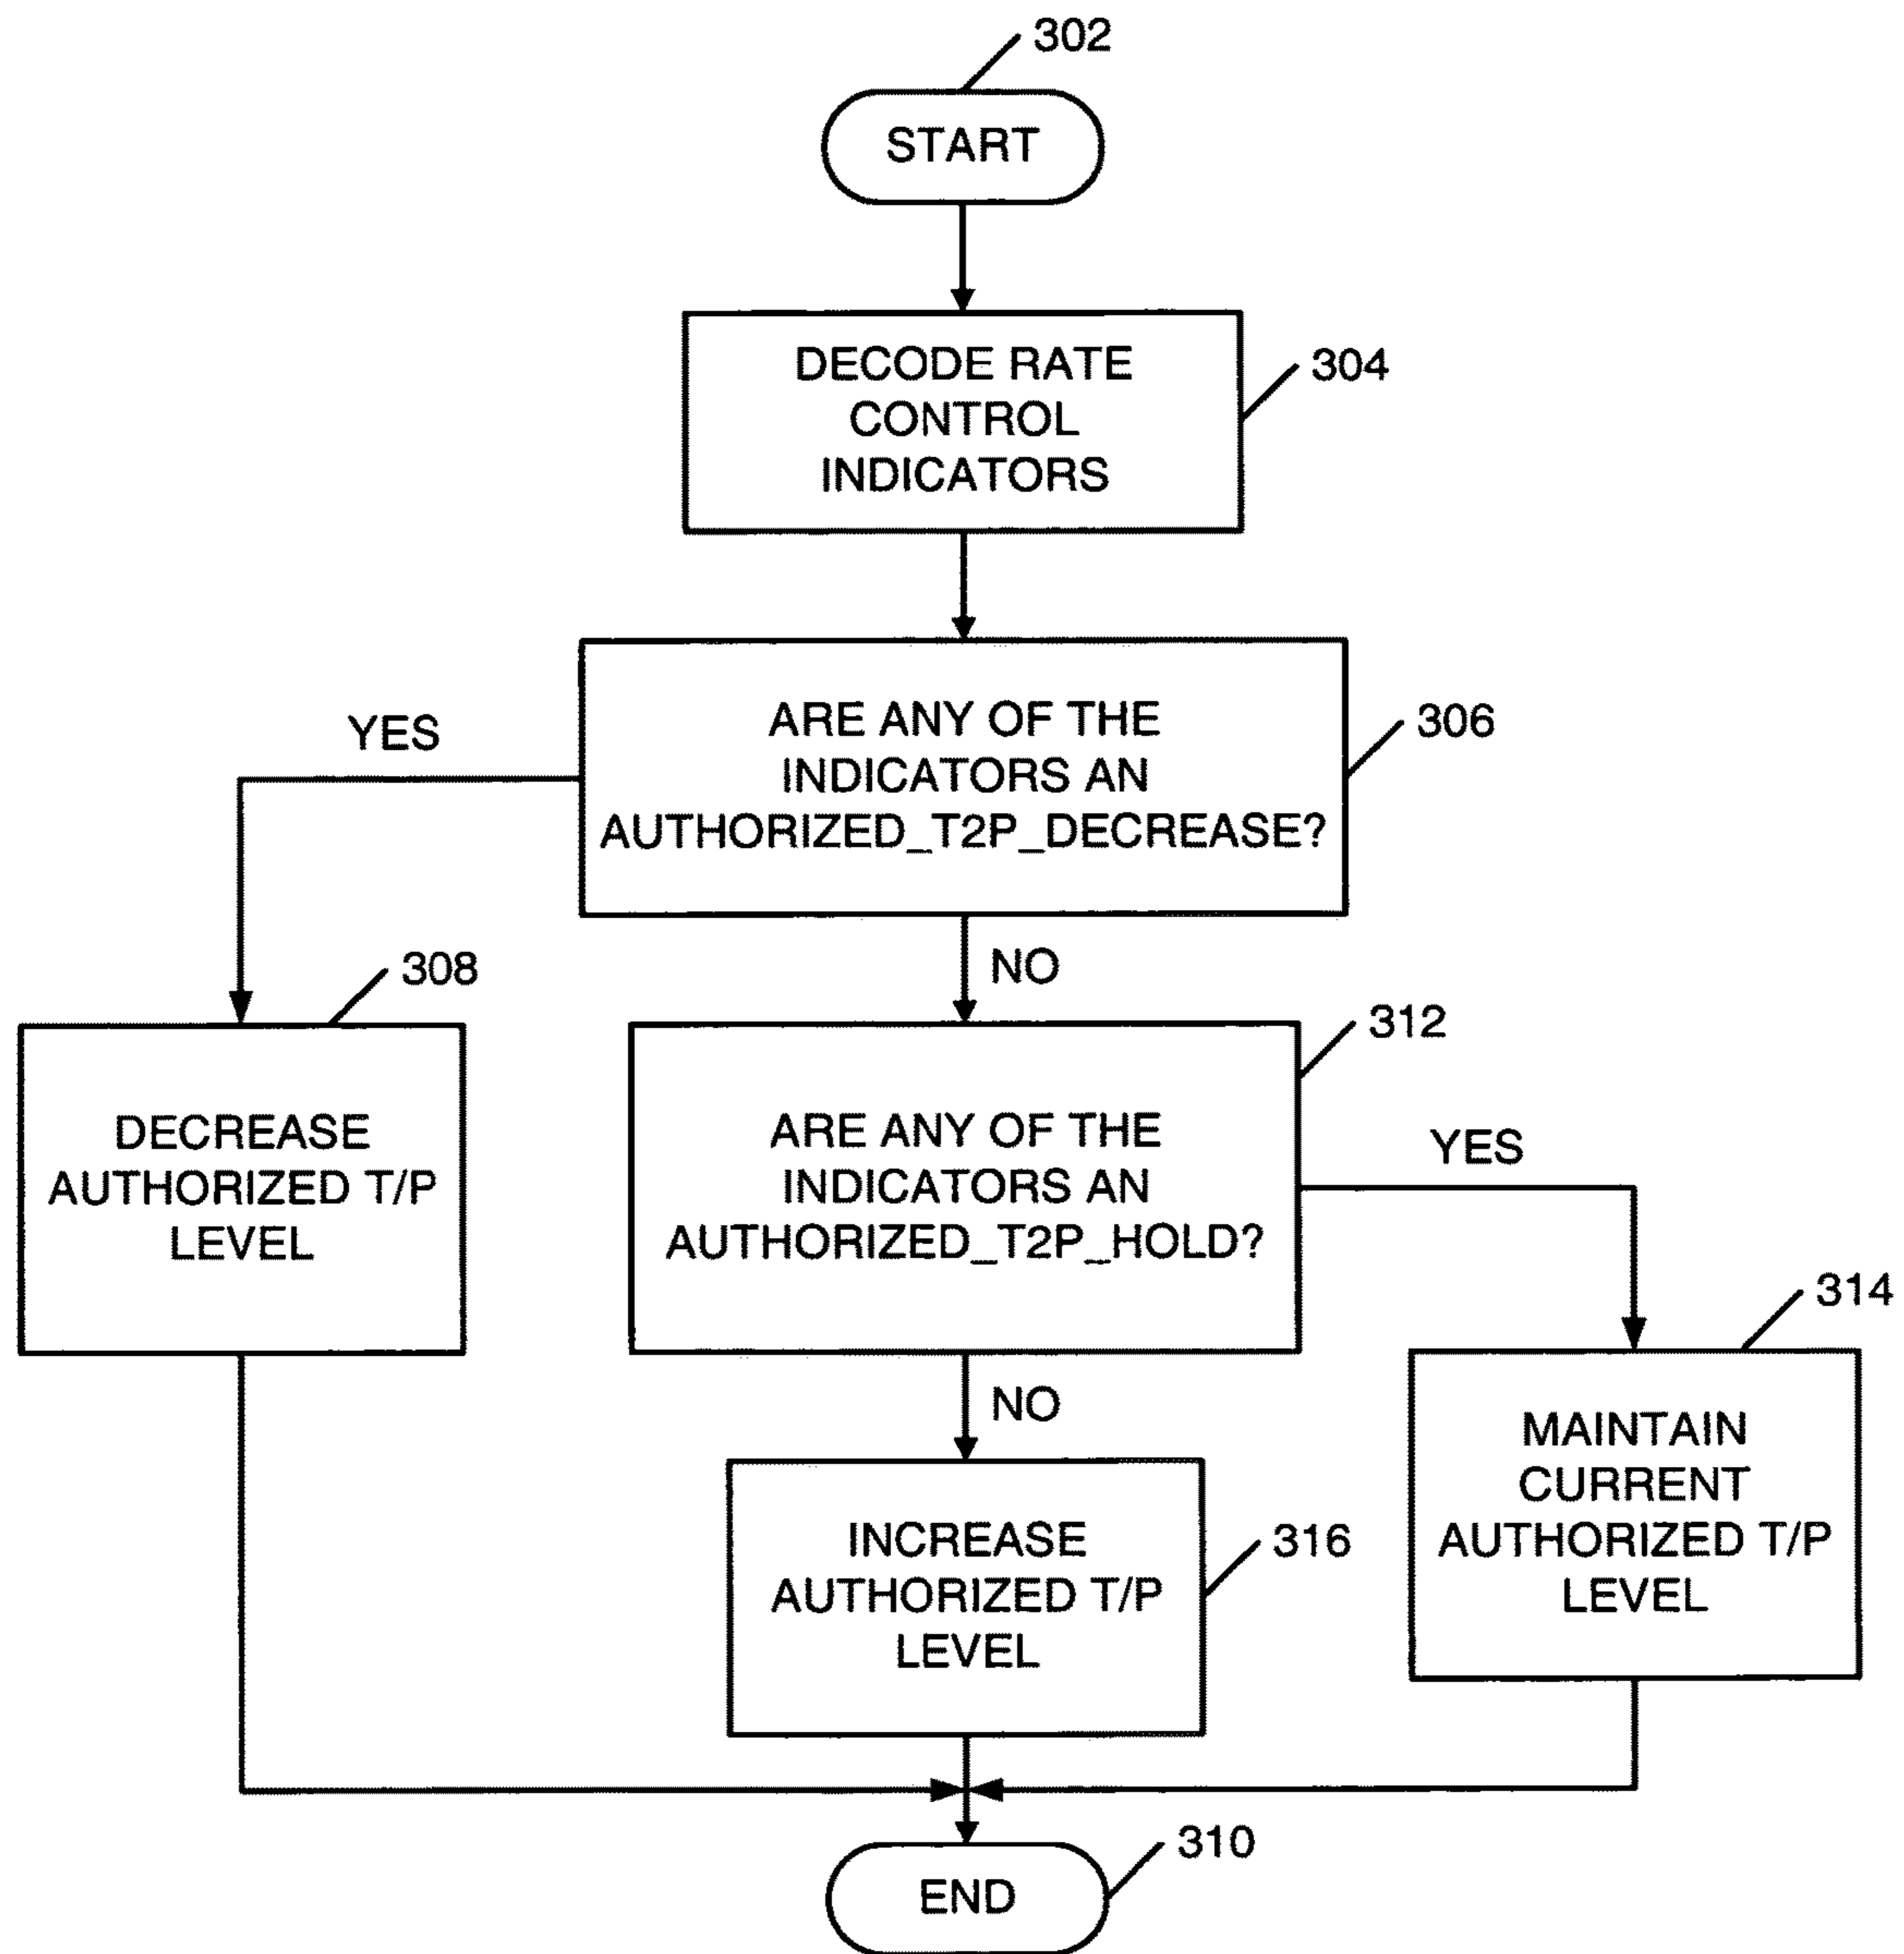 302
START
DECODE RATE
CONTROL
INDICATORS
304
ARE ANY OF THE
INDICATORS AN
AUTHORIZED_T2P_DECREASE?
306
YES
NO
308
DECREASE
AUTHORIZED T/P
LEVEL
312
ARE ANY OF THE
INDICATORS AN
AUTHORIZED_T2P_HOLD?
YES
NO
314
MAINTAIN
CURRENT
AUTHORIZED T/P
LEVEL
INCREASE
AUTHORIZED T/P
LEVEL
316
310
END